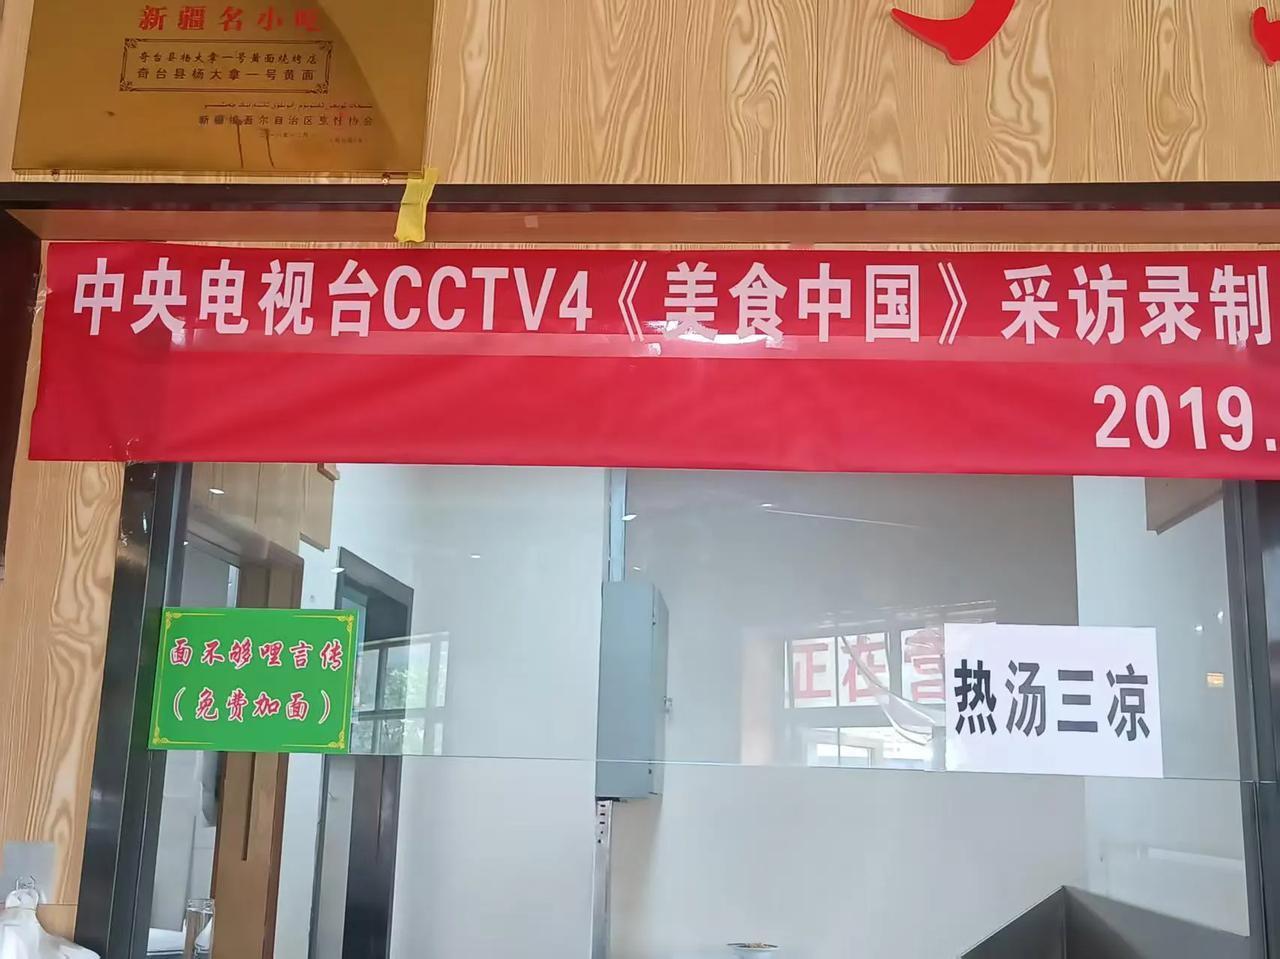 新疆名小吃
奇台县杨大拿一号黄面烧烤店
奇台县杨大拿一号黄面
新疆维吾尔自治区烹饪协会
中央电视台CCTV4《美食中国》采访录制
2019.
面不够哩言传
（免费加面）
正在营
热汤三凉